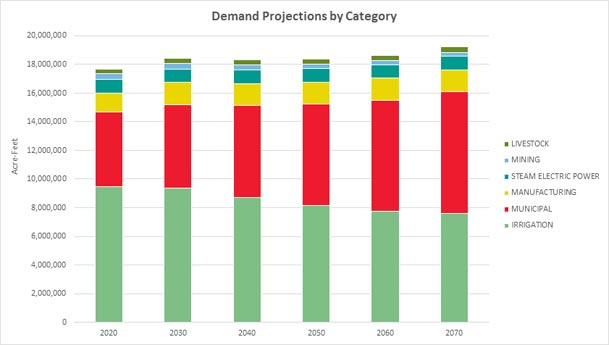 Demand Projections by Category
20,000,000
18,000,000
16,000,000
14,000,000
12,000,000
10,000,000
8,000,000
6,000,000
4,000,000
2,000,000
0
Acre-Feet
2020 2030 2040 2050 2060 2070
LIVESTOCK
MINING
STEAM ELECTRIC POWER
MANUFACTURING
MUNICIPAL
IRRIGATION